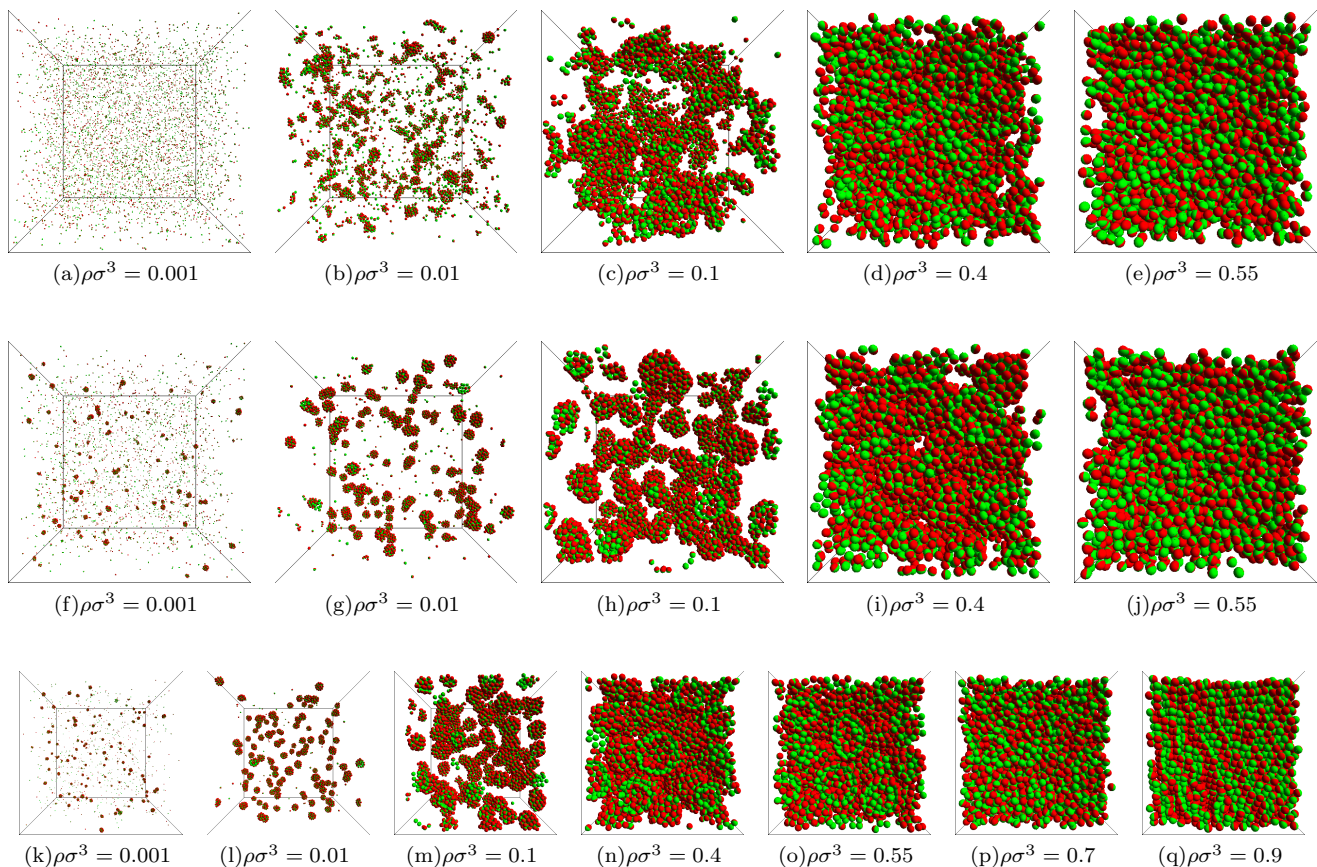 (a)ρσ³ = 0.001
(b)ρσ³ = 0.01
(c)ρσ³ = 0.1
(d)ρσ³ = 0.4
(e)ρσ³ = 0.55
(f)ρσ³ = 0.001
(g)ρσ³ = 0.01
(h)ρσ³ = 0.1
(i)ρσ³ = 0.4
(j)ρσ³ = 0.55
(k)ρσ³ = 0.001
(l)ρσ³ = 0.01
(m)ρσ³ = 0.1
(n)ρσ³ = 0.4
(o)ρσ³ = 0.55
(p)ρσ³ = 0.7
(q)ρσ³ = 0.9